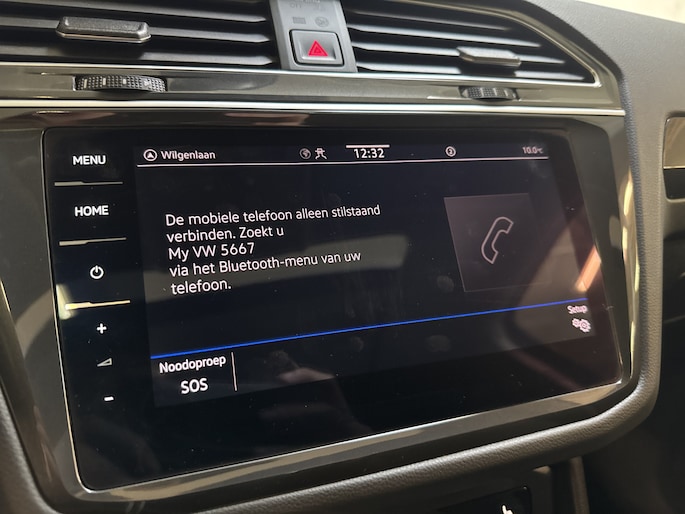 MENU
HOME
Wilgenlaan
12:32
10.0°C
De mobiele telefoon alleen stilstaand
verbinden. Zoekt u
My VW 5667
via het Bluetooth-menu van uw
telefoon.
Setup
Noodoproep
SOS